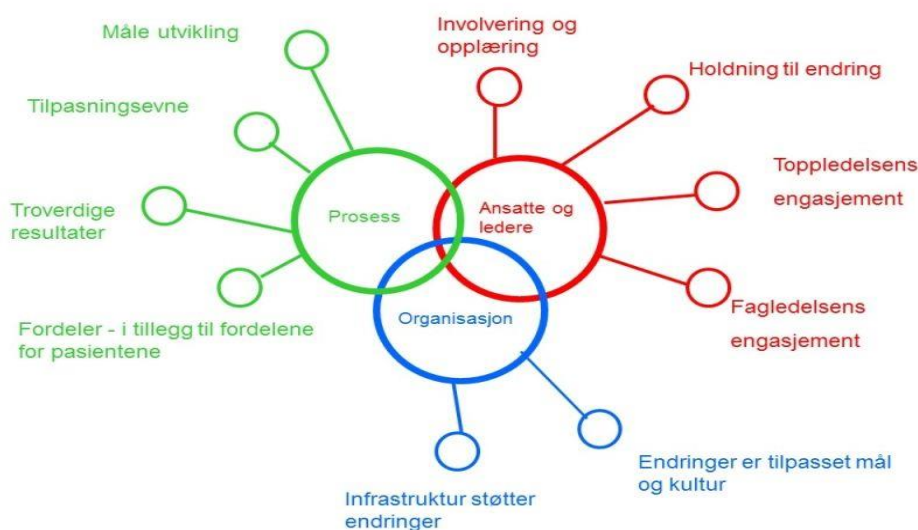 Måle utvikling
Tilpasningsevne
Troverdige
resultater
Fordeler - i tillegg til fordelene
for pasientene
Prosess
Involvering og
opplæring
Holdning til endring
Toppledelsens
engasjement
Fagledelsens
engasjement
Ansatte og
ledere
Organisasjon
Infrastruktur støtter
endringer
Endringer er tilpasset mål
og kultur